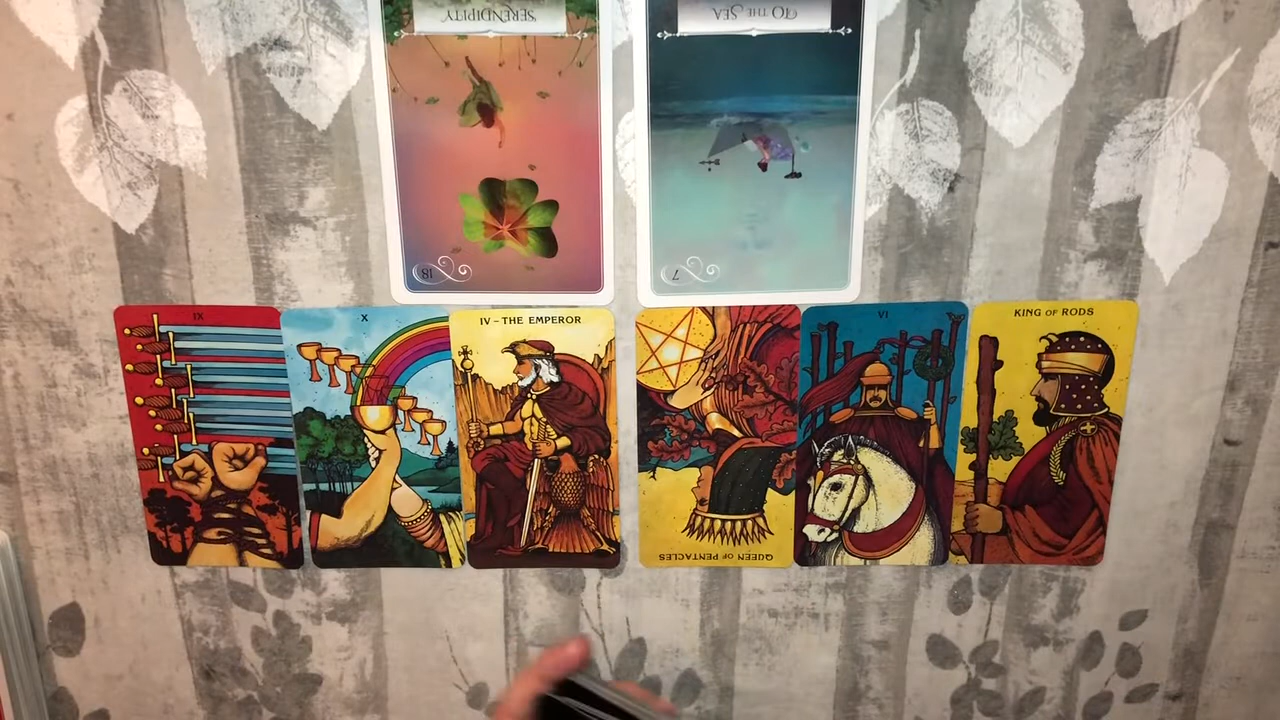 SERENDIPITY
TO THE SEA
18
7
IX
X
IV – THE EMPEROR
QUEEN OF PENTACLES
VI
KING OF RODS